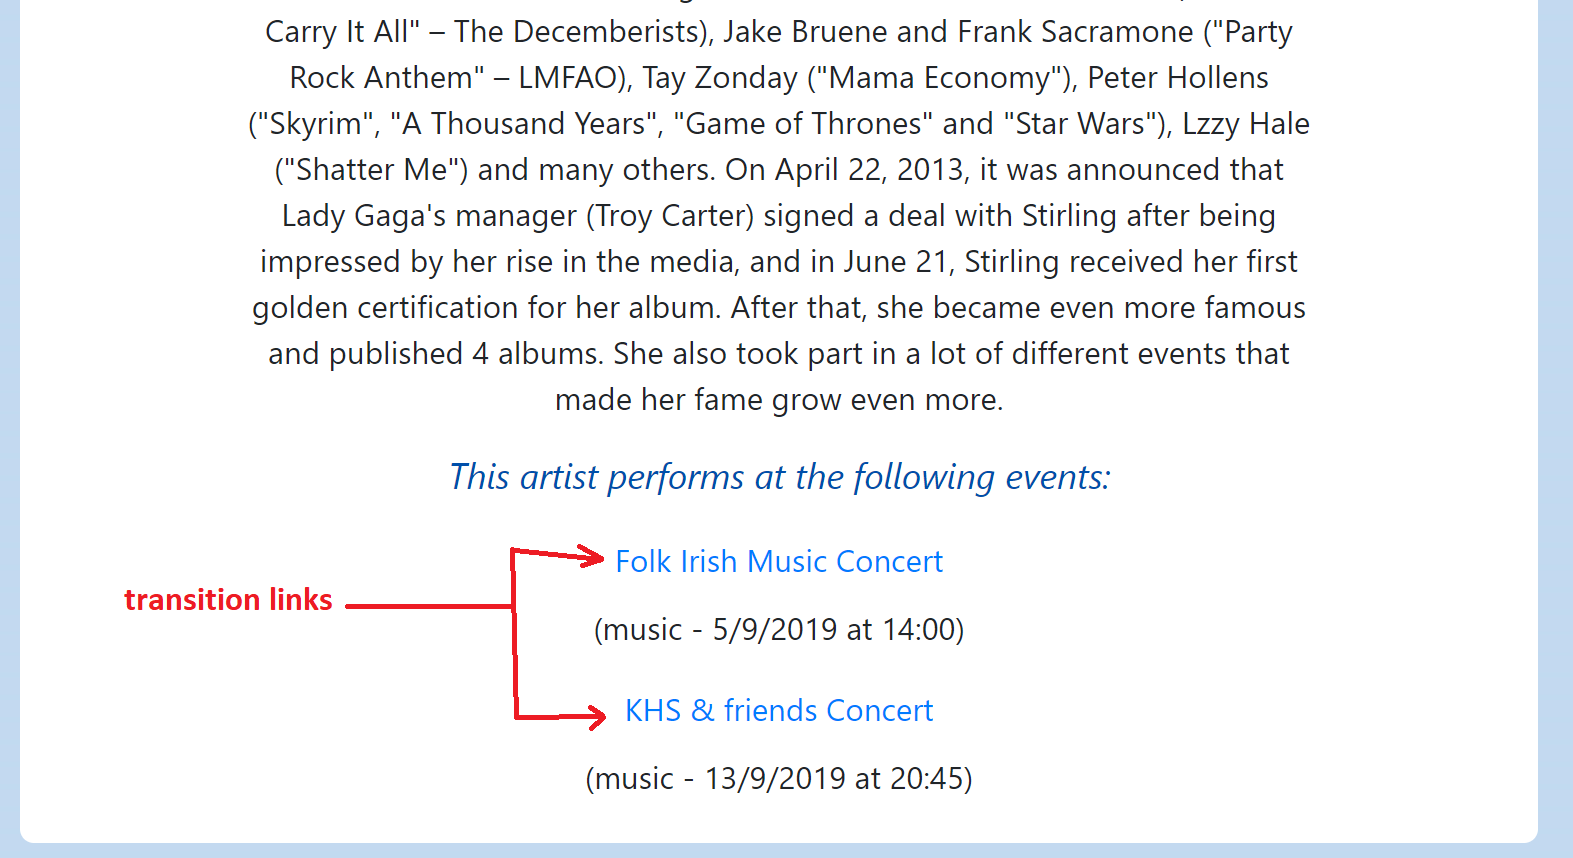 Carry It All" – The Decemberists), Jake Bruene and Frank Sacramone ("Party
Rock Anthem" – LMFAO), Tay Zonday ("Mama Economy"), Peter Hollens
("Skyrim", "A Thousand Years", "Game of Thrones" and "Star Wars"), Lzzy Hale
("Shatter Me") and many others. On April 22, 2013, it was announced that
Lady Gaga's manager (Troy Carter) signed a deal with Stirling after being
impressed by her rise in the media, and in June 21, Stirling received her first
golden certification for her album. After that, she became even more famous
and published 4 albums. She also took part in a lot of different events that
made her fame grow even more.
This artist performs at the following events:
Folk Irish Music Concert
transition links
(music - 5/9/2019 at 14:00)
KHS & friends Concert
(music - 13/9/2019 at 20:45)